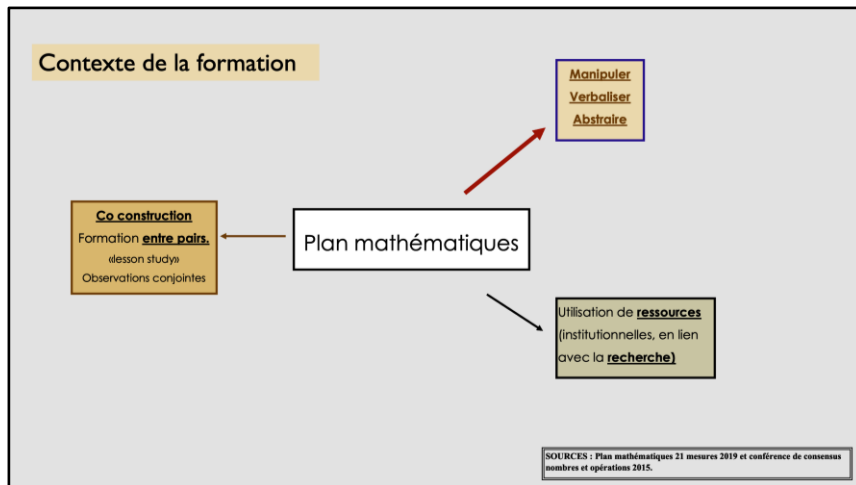 Contexte de la formation
Manipuler
Verbaliser
Abstraire
Co construction
Formation entre pairs.
«lesson study»
Observations conjointes
Plan mathématiques
Utilisation de ressources
(institutionnelles, en lien
avec la recherche)
SOURCES : Plan mathématiques 21 mesures 2019 et conférence de consensus
nombres et opérations 2015.